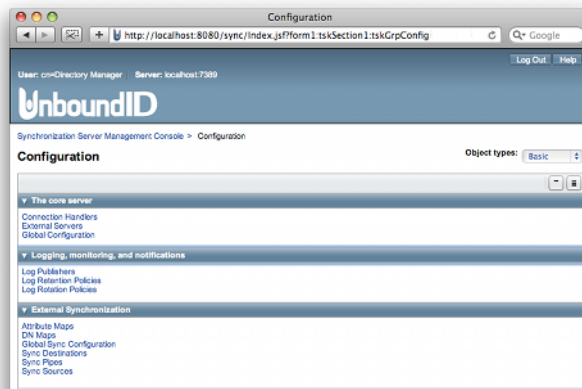 Configuration
http://localhost:8080/sync/Index.jsf?form1:tskSection1:tskGrpConfig
Google
Log Out Help
User: cn=Directory Manager Server: localhost:7389
UnboundID
Synchronization Server Management Console > Configuration
Configuration
Object types: Basic
The core server
Connection Handlers
External Servers
Global Configuration
Logging, monitoring, and notifications
Log Publishers
Log Retention Policies
Log Rotation Policies
External Synchronization
Attribute Maps
DN Maps
Global Sync Configuration
Sync Destinations
Sync Pipes
Sync Sources